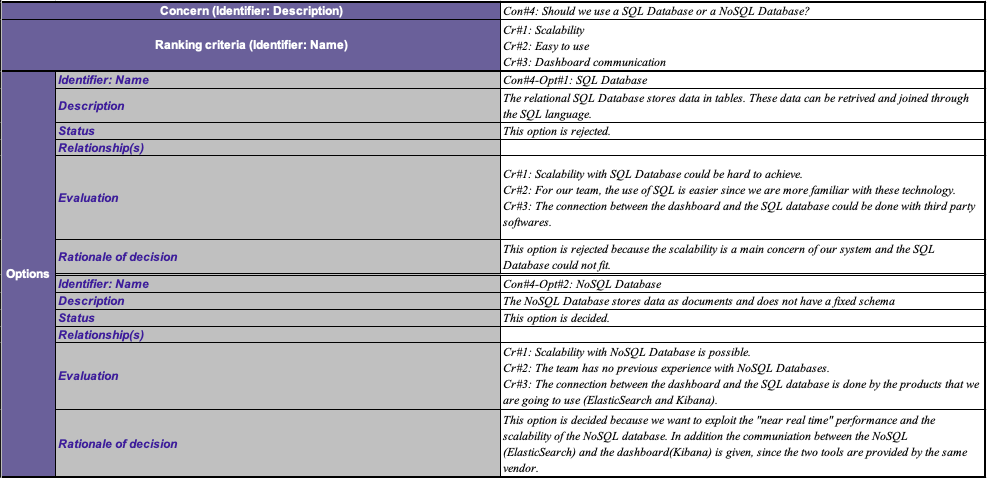 Concern (Identifier: Description)
Con#4: Should we use a SQL Database or a NoSQL Database?
Ranking criteria (Identifier: Name)
Cr#1: Scalability
Cr#2: Easy to use
Cr#3: Dashboard communication
Options
Identifier: Name
Con#4-Opt#1: SQL Database
Description
The relational SQL Database stores data in tables. These data can be retrived and joined through
the SQL language.
Status
This option is rejected.
Relationship(s)
Evaluation
Cr#1: Scalability with SQL Database could be hard to achieve.
Cr#2: For our team, the use of SQL is easier since we are more familiar with these technology.
Cr#3: The connection between the dashboard and the SQL database could be done with third party
softwares.
Rationale of decision
This option is rejected because the scalability is a main concern of our system and the SQL
Database could not fit.
Identifier: Name
Con#4-Opt#2: NoSQL Database
Description
The NoSQL Database stores data as documents and does not have a fixed schema
Status
This option is decided.
Relationship(s)
Evaluation
Cr#1: Scalability with NoSQL Database is possible.
Cr#2: The team has no previous experience with NoSQL Databases.
Cr#3: The connection between the dashboard and the SQL database is done by the products that we
are going to use (ElasticSearch and Kibana).
Rationale of decision
This option is decided because we want to exploit the "near real time" performance and the
scalability of the NoSQL database. In addition the communiation between the NoSQL
(ElasticSearch) and the dashboard(Kibana) is given, since the two tools are provided by the same
vendor.